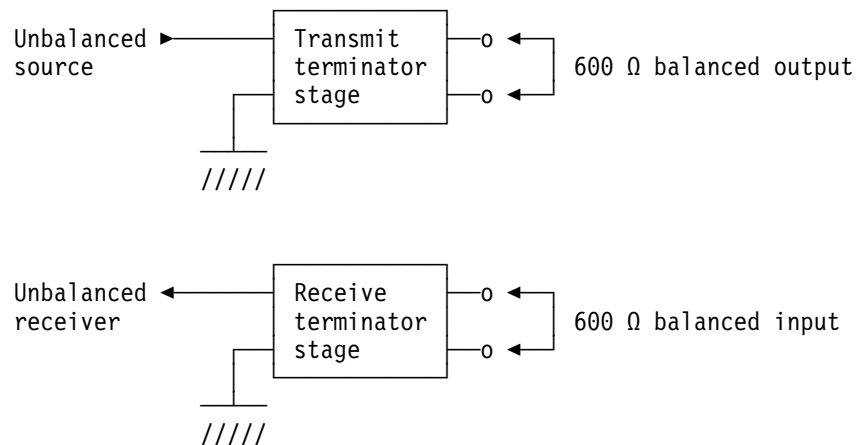 Unbalanced
source
Transmit
terminator
stage
600 Ω balanced output
Unbalanced
receiver
Receive
terminator
stage
600 Ω balanced input